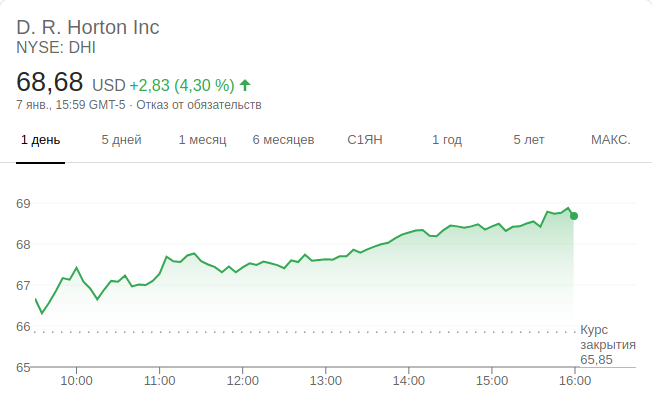 D. R. Horton Inc
NYSE: DHI
68,68 USD +2,83 (4,30 %)
7 янв., 15:59 GMT-5 · Отказ от обязательств
1 день 5 дней 1 месяц 6 месяцев С1ЯН 1 год 5 лет МАКС.
69
68
67
66
65
Курс
закрытия
65,85
10:00 11:00 12:00 13:00 14:00 15:00 16:00